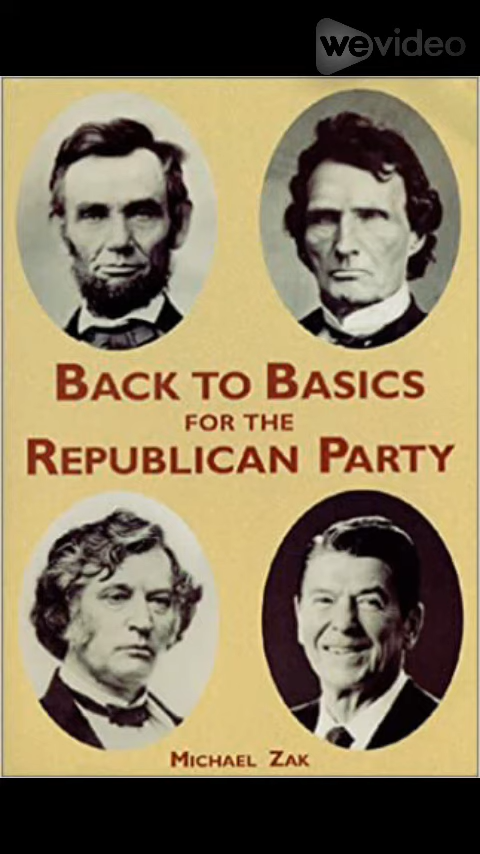 wevideo
BACK TO BASICS
FOR THE
REPUBLICAN PARTY
MICHAEL ZAK